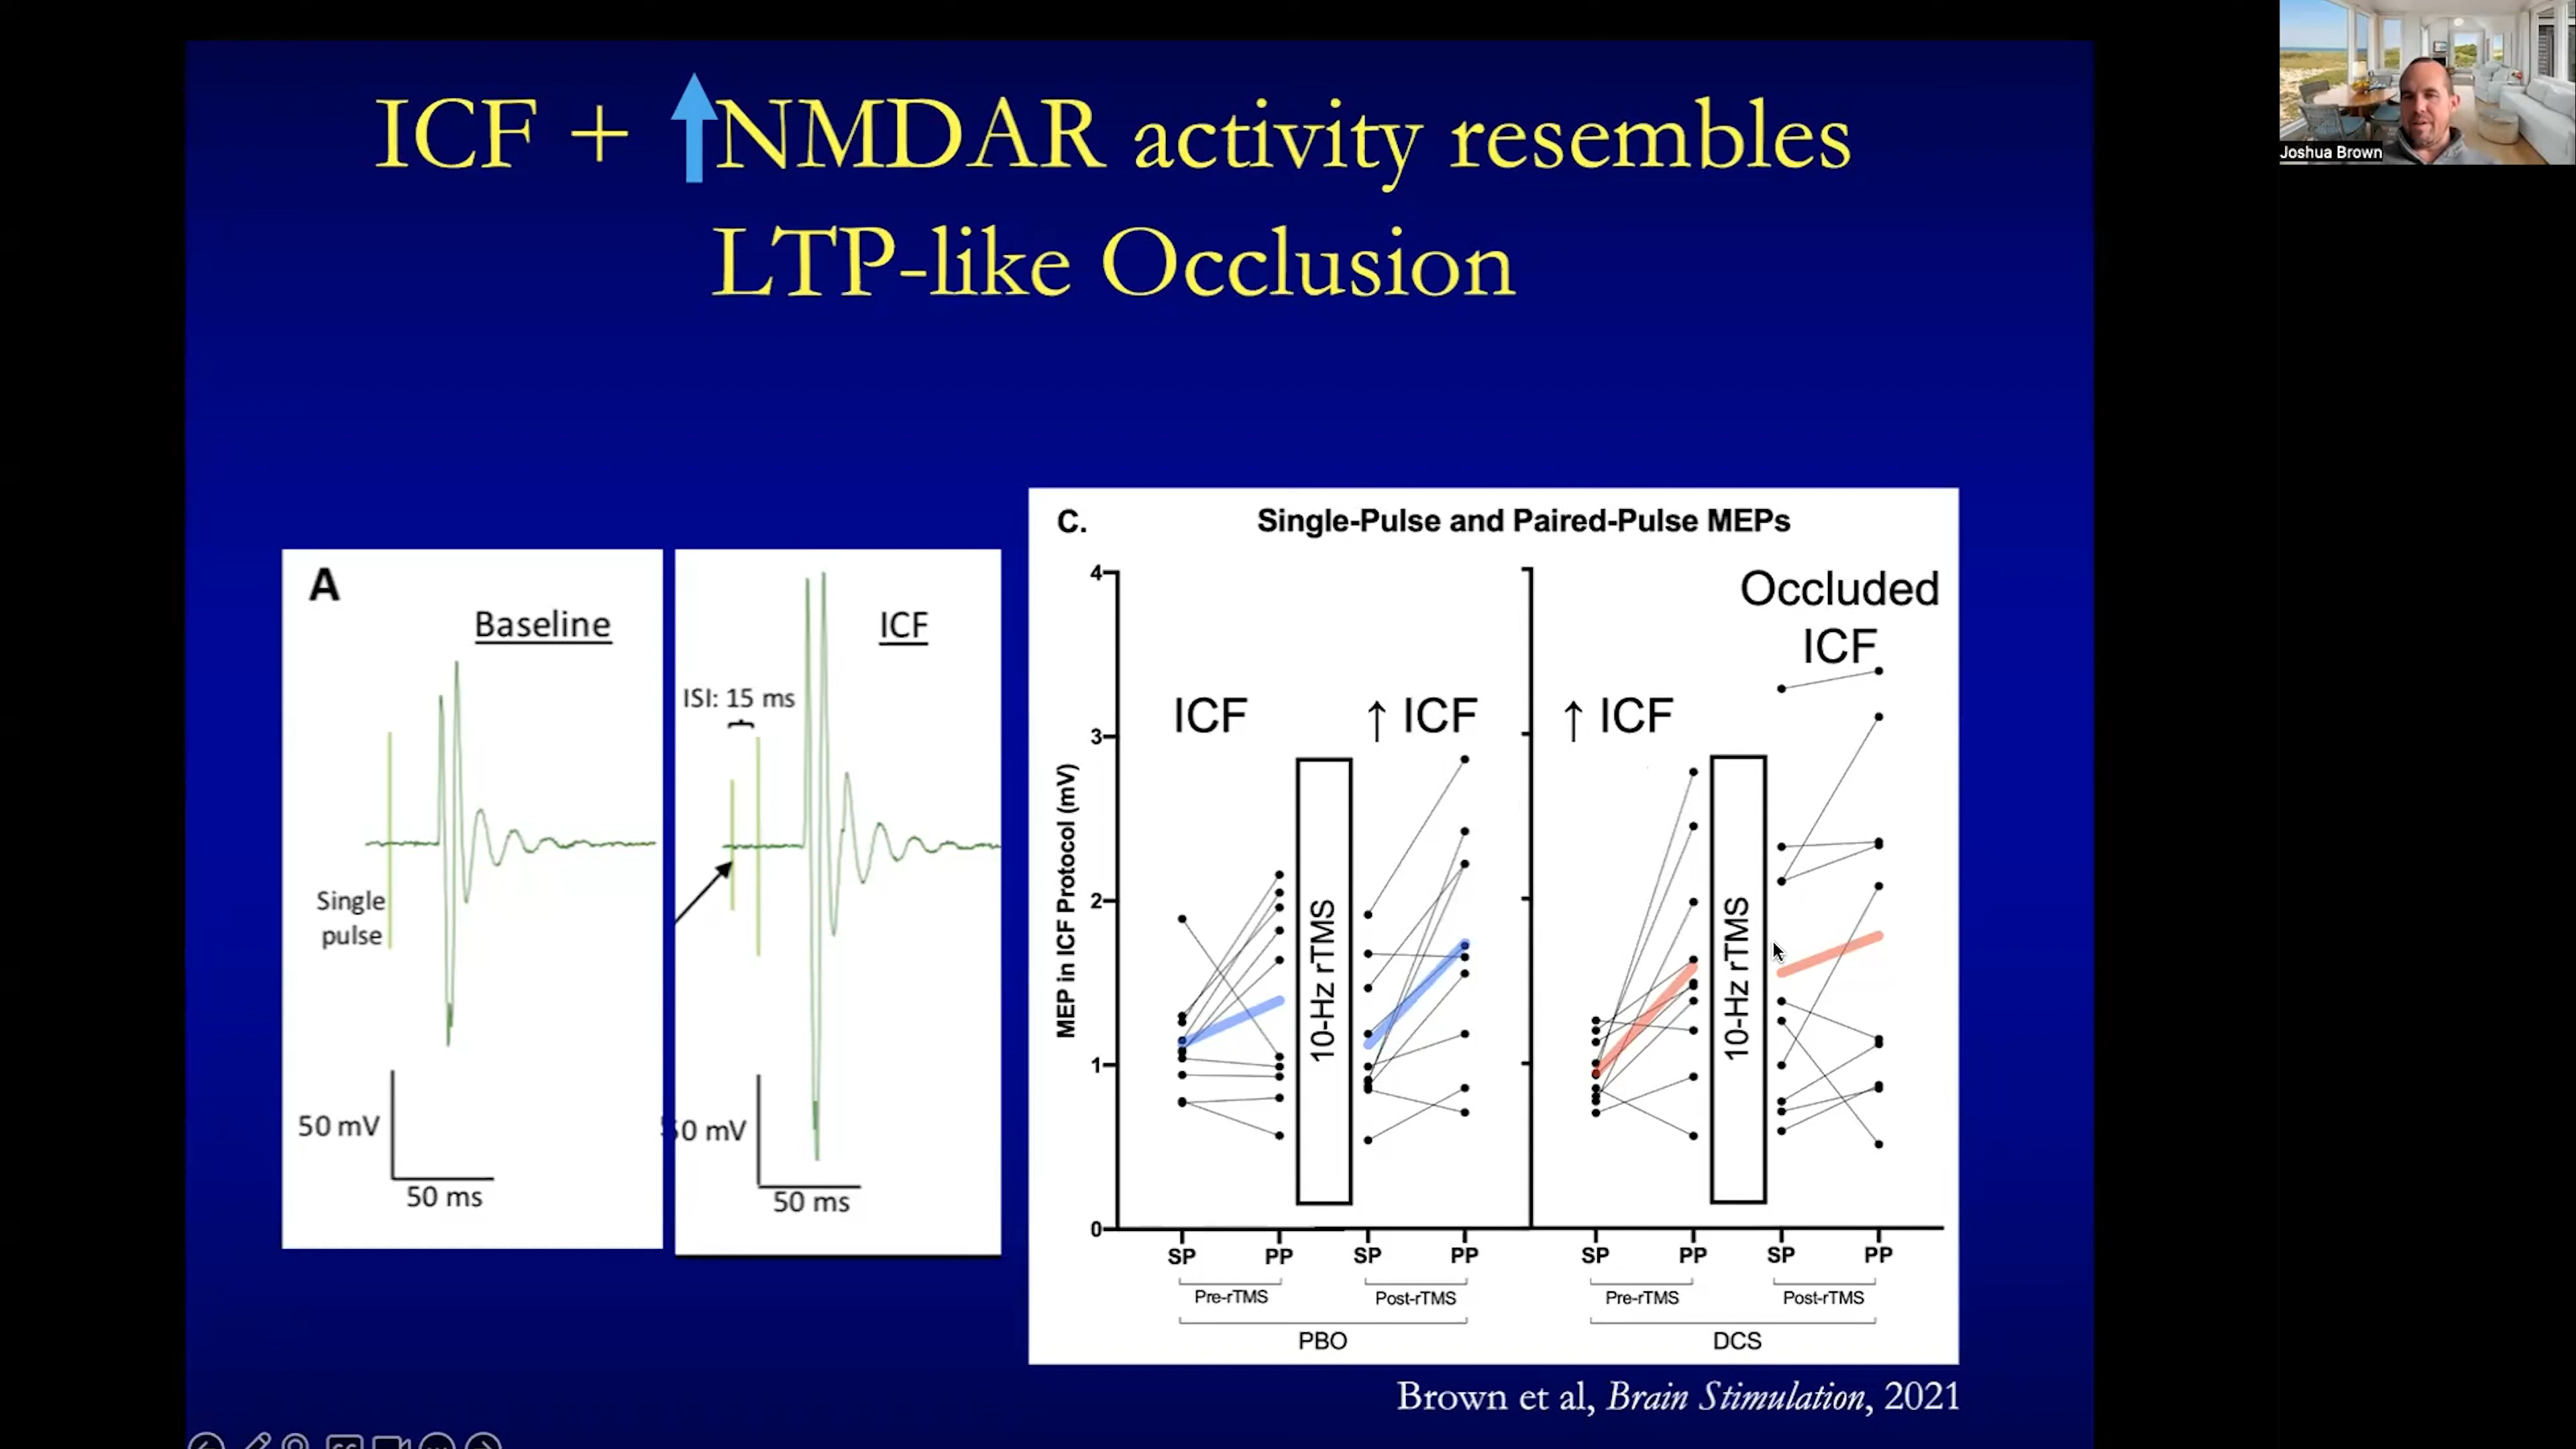 ICF + ↑NMDAR activity resembles
LTP-like Occlusion
Joshua Brown
A
Baseline
Single
pulse
50 mV
50 ms
ICF
ISI: 15 ms
50 mV
50 ms
C.
Single-Pulse and Paired-Pulse MEPs
MEP in ICF Protocol (mV)
4
3
2
1
0
ICF
↑ ICF
↑ ICF
Occluded
ICF
10-Hz rTMS
10-Hz rTMS
SP PP SP PP SP PP SP PP
Pre-rTMS Post-rTMS Pre-rTMS Post-rTMS
PBO DCS
Brown et al, Brain Stimulation, 2021